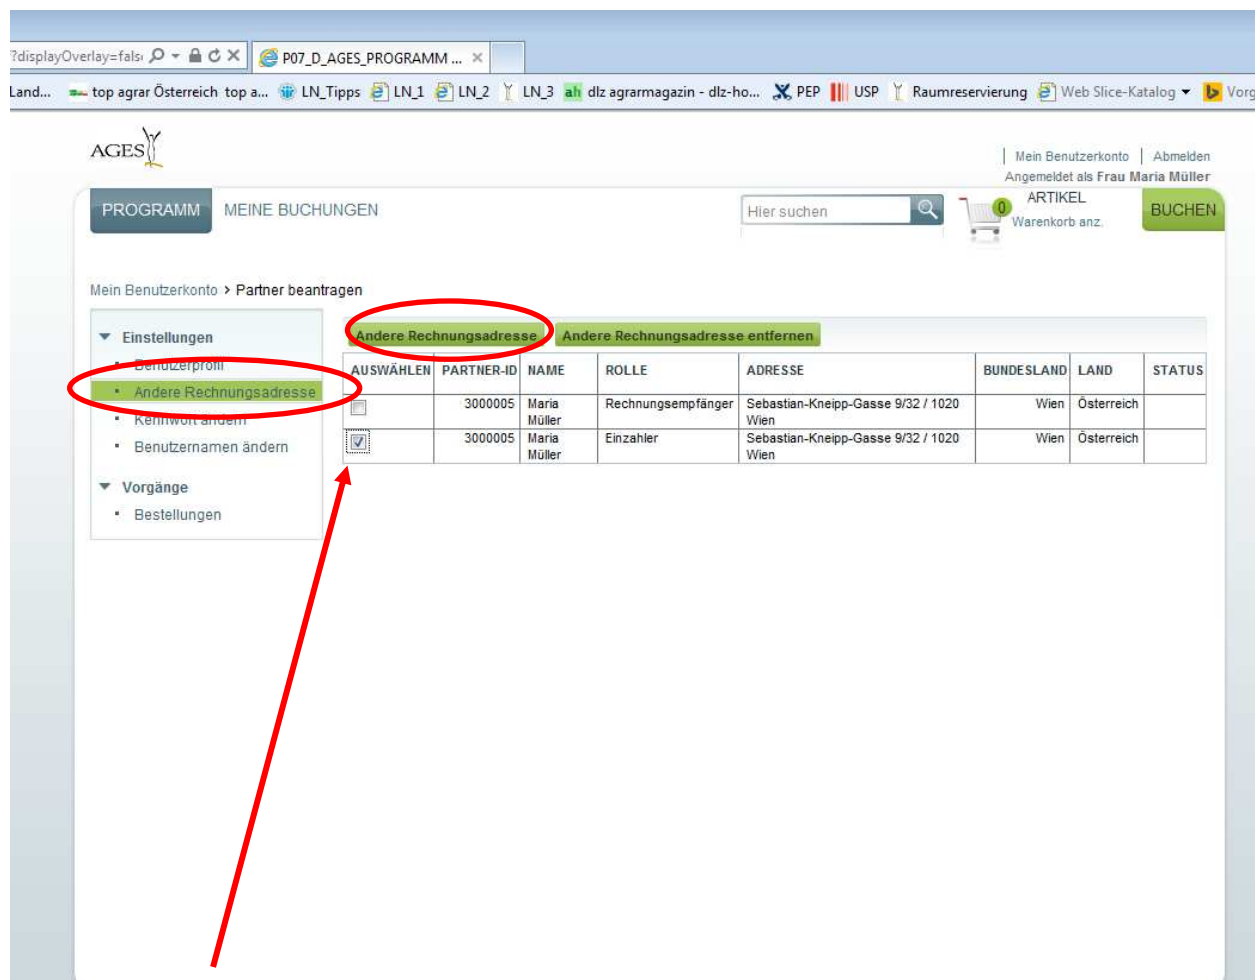 ?displayOverlay=fals
P07_D_AGES_PROGRAMM ...
Land... top agrar Österreich top a... LN_Tipps LN_1 LN_2 LN_3 ah dlz agrarmagazin - dlz-ho... PEP USP Raumreservierung Web Slice-Katalog b Vorg
AGES
Mein Benutzerkonto | Abmelden
Angemeldet als Frau Maria Müller
PROGRAMM MEINE BUCHUNGEN
Hier suchen
0 ARTIKEL
Warenkorb anz.
BUCHEN
Mein Benutzerkonto > Partner beantragen
Einstellungen
Benutzerprofil
Andere Rechnungsadresse
Kennwort ändern
Benutzernamen ändern
Vorgänge
Bestellungen
Andere Rechnungsadresse Andere Rechnungsadresse entfernen
AUSWÄHLEN PARTNER-ID NAME ROLLE ADRESSE BUNDESLAND LAND STATUS
3000005 Maria Müller Rechnungsempfänger Sebastian-Kneipp-Gasse 9/32 / 1020 Wien Wien Österreich
3000005 Maria Müller Einzahler Sebastian-Kneipp-Gasse 9/32 / 1020 Wien Wien Österreich